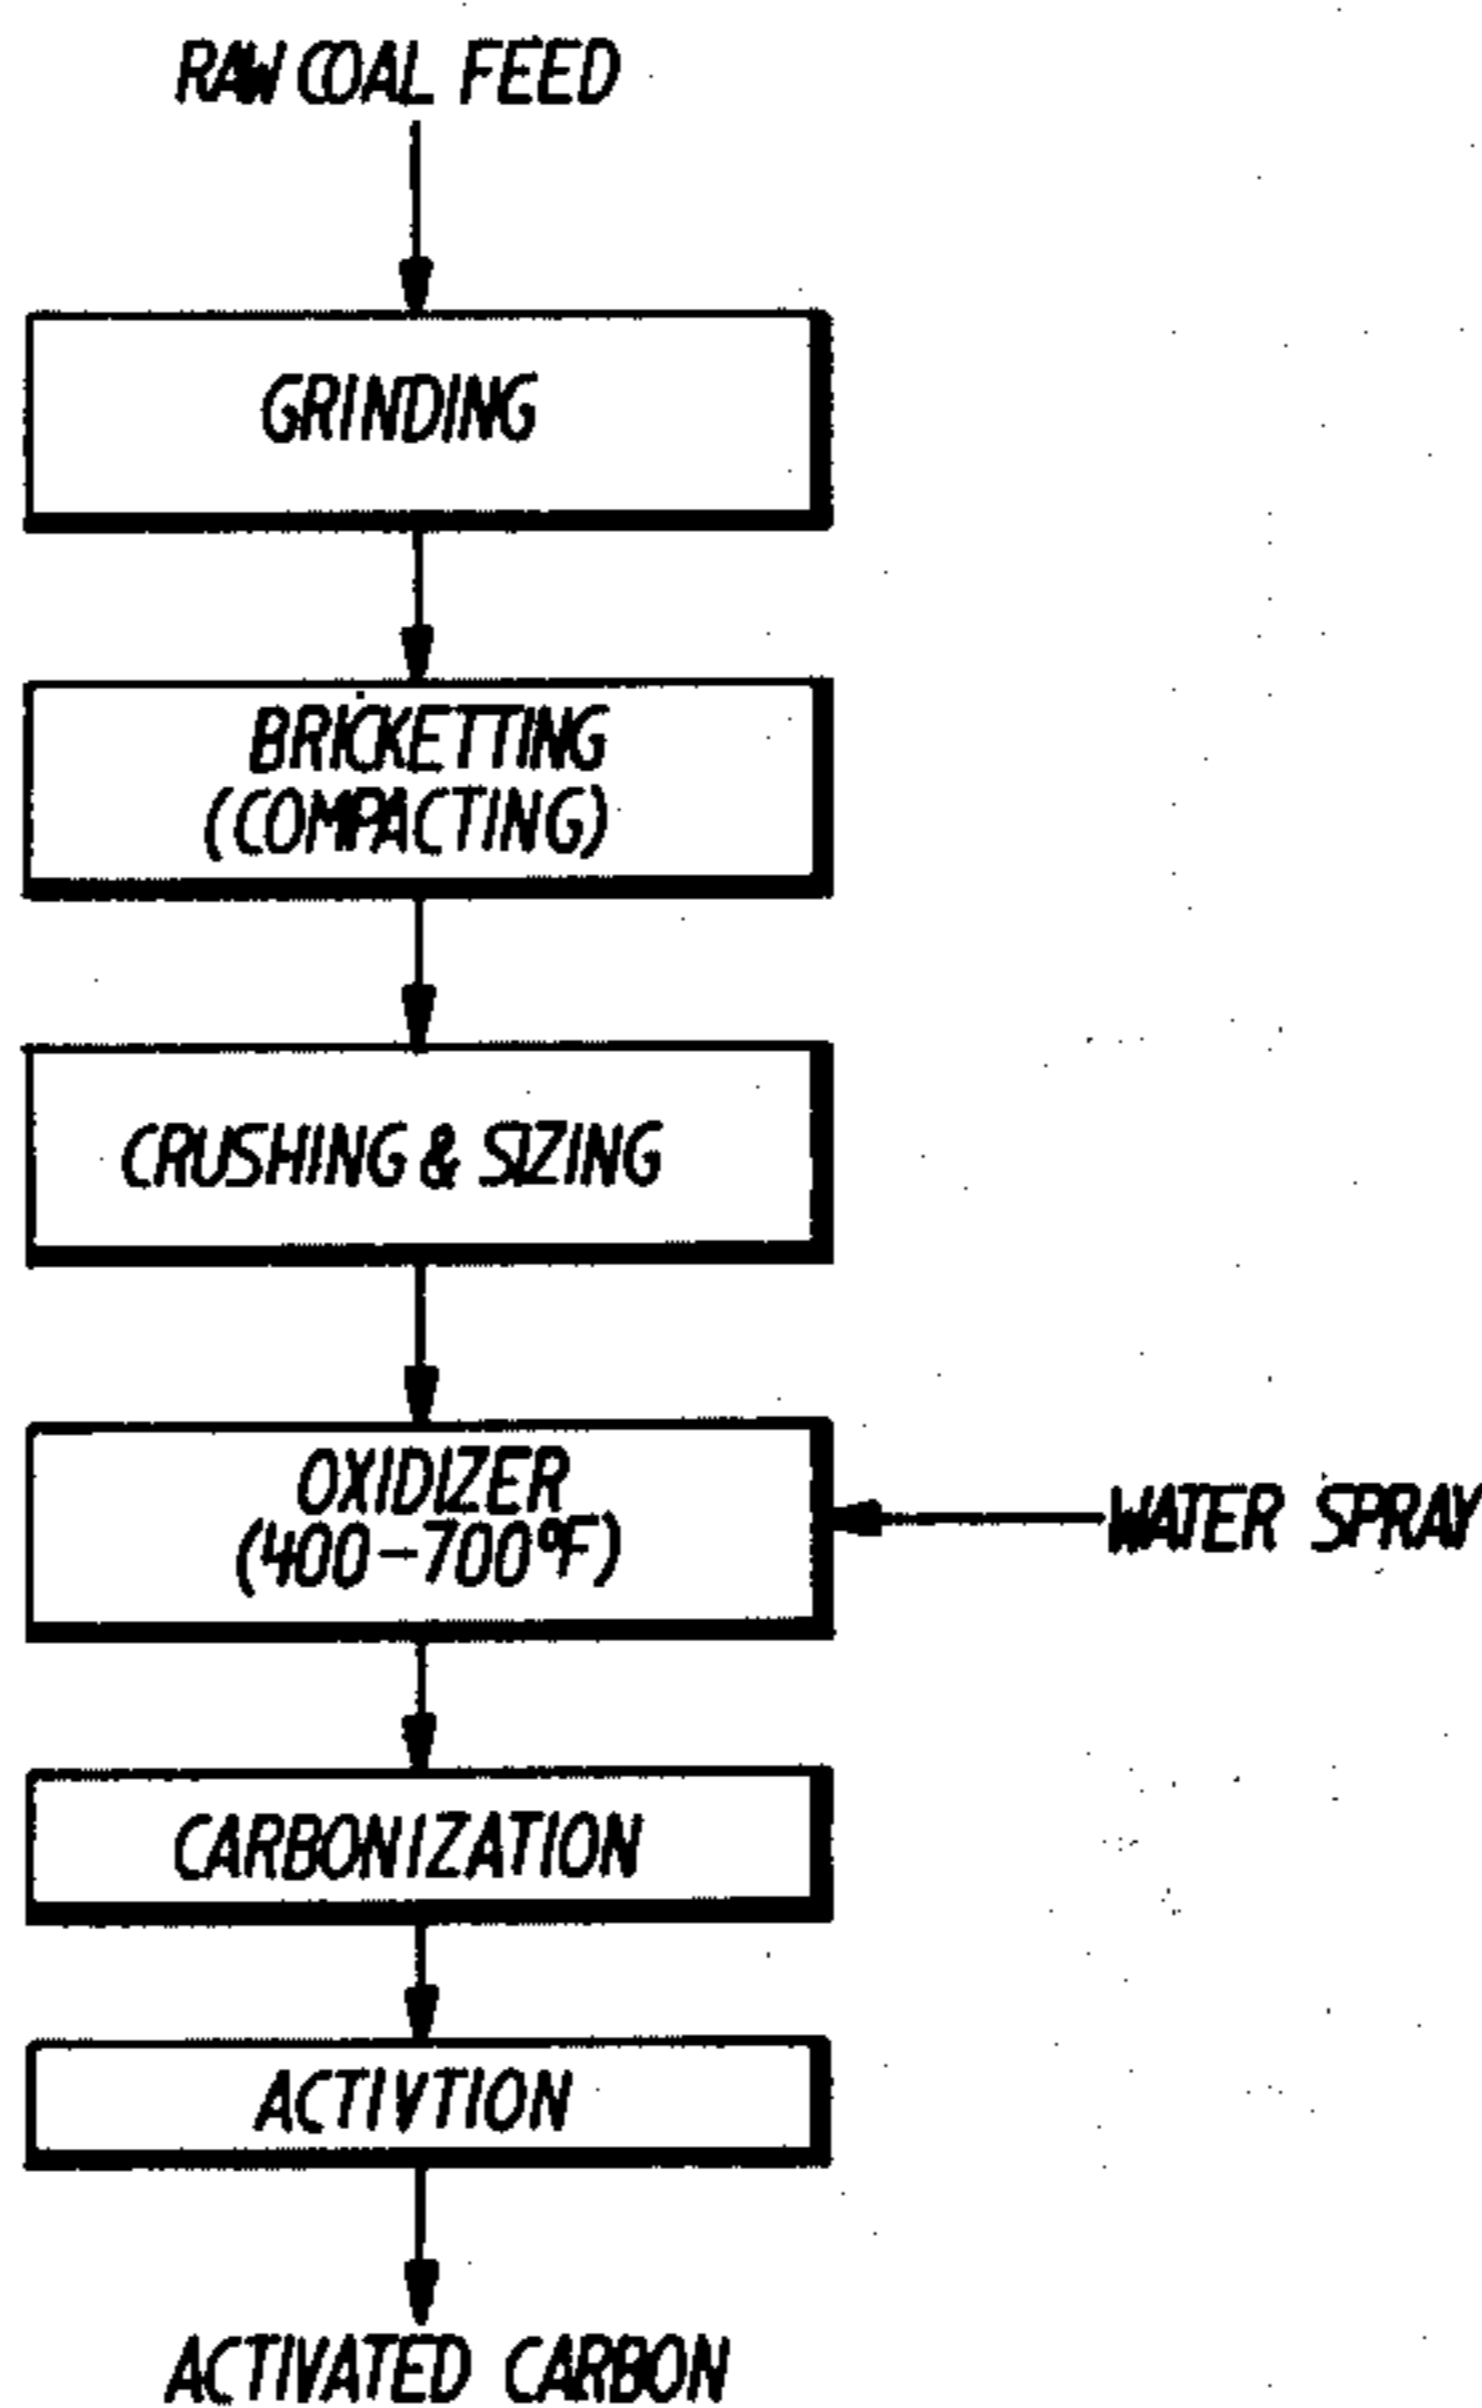 RAW COAL FEED
GRINDING
BRICKETTING
(COMPACTING)
CRUSHING & SIZING
OXIDIZER
(400-700°F)
WATER SPRAY
CARBONIZATION
ACTIVTION
ACTIVATED CARBON